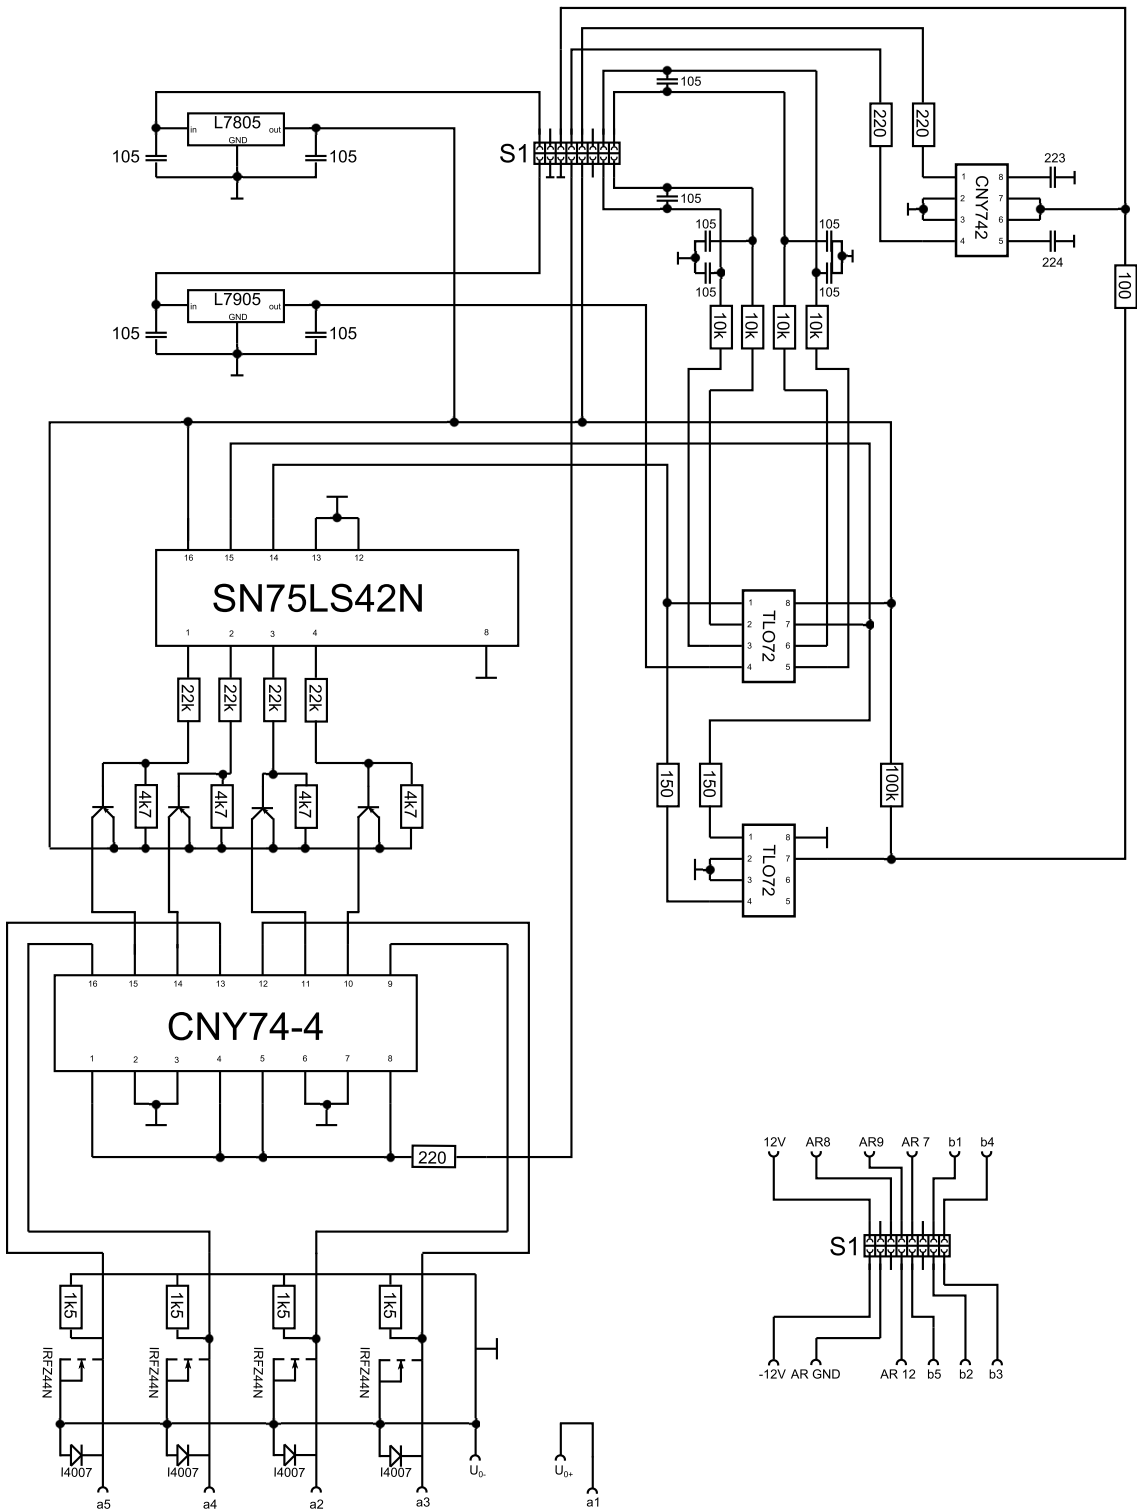 105
L7805
in
out
GND
105
105
S1
105
220
220
223
1
8
2
7
3
6
4
5
CNY742
224
105
105
105
105
105
L7905
in
out
GND
105
105
10k
10k
10k
10k
100
16
15
14
13
12
SN75LS42N
1
2
3
4
8
1
8
2
7
3
6
4
5
TLO72
22k
22k
22k
22k
4k7
4k7
4k7
4k7
150
150
100k
1
8
2
7
3
6
4
5
TLO72
16
15
14
13
12
11
10
9
CNY74-4
1
2
3
4
5
6
7
8
220
12V
AR8
AR9
AR 7
b1
b4
S1
-12V
AR GND
AR 12
b5
b2
b3
1k5
1k5
1k5
1k5
IRFZ44N
IRFZ44N
IRFZ44N
IRFZ44N
I4007
I4007
I4007
I4007
U0-
U0+
a5
a4
a2
a3
a1